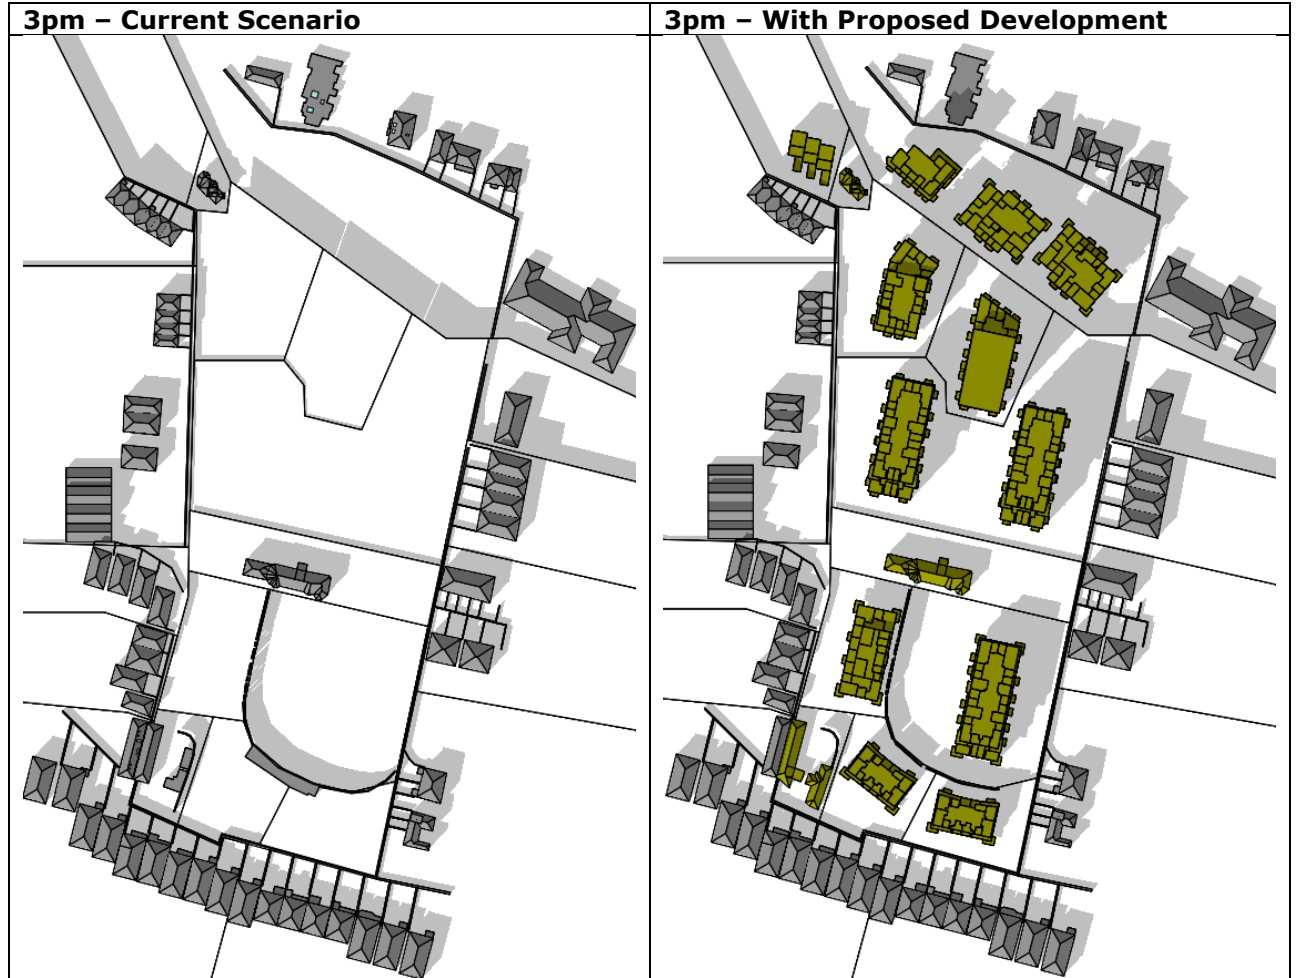 3pm – Current Scenario
3pm – With Proposed Development